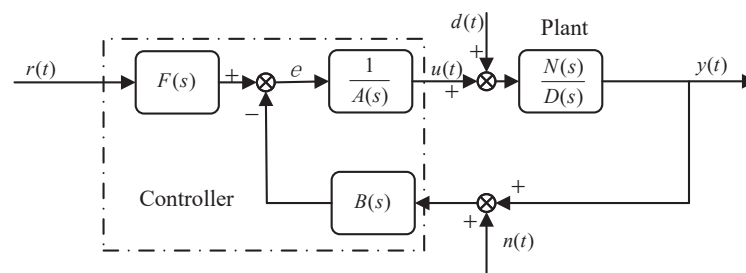 d(t)
Plant
r(t)
F(s)
+
e
1
A(s)
u(t)
+
+
N(s)
D(s)
y(t)
−
Controller
B(s)
+
+
n(t)